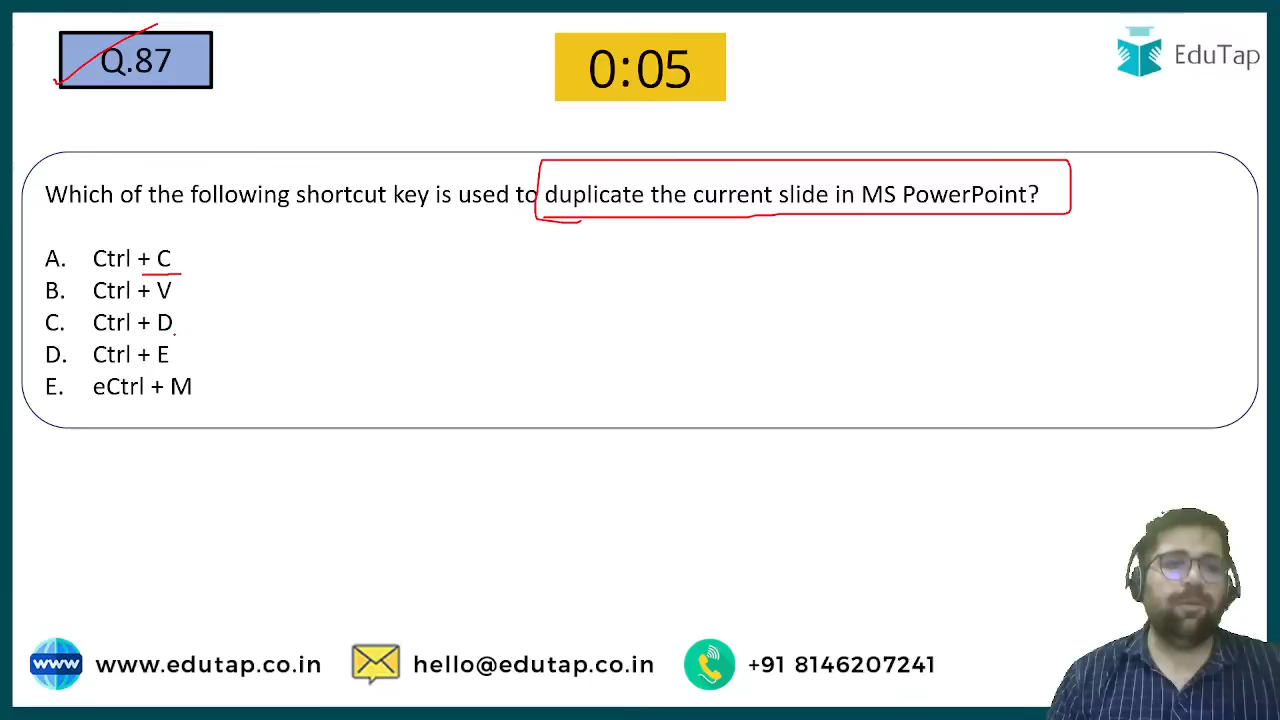 Q.87
0:05
EduTap
Which of the following shortcut key is used to duplicate the current slide in MS PowerPoint?
A. Ctrl + C
B. Ctrl + V
C. Ctrl + D
D. Ctrl + E
E. eCtrl + M
www www.edutap.co.in hello@edutap.co.in +91 8146207241